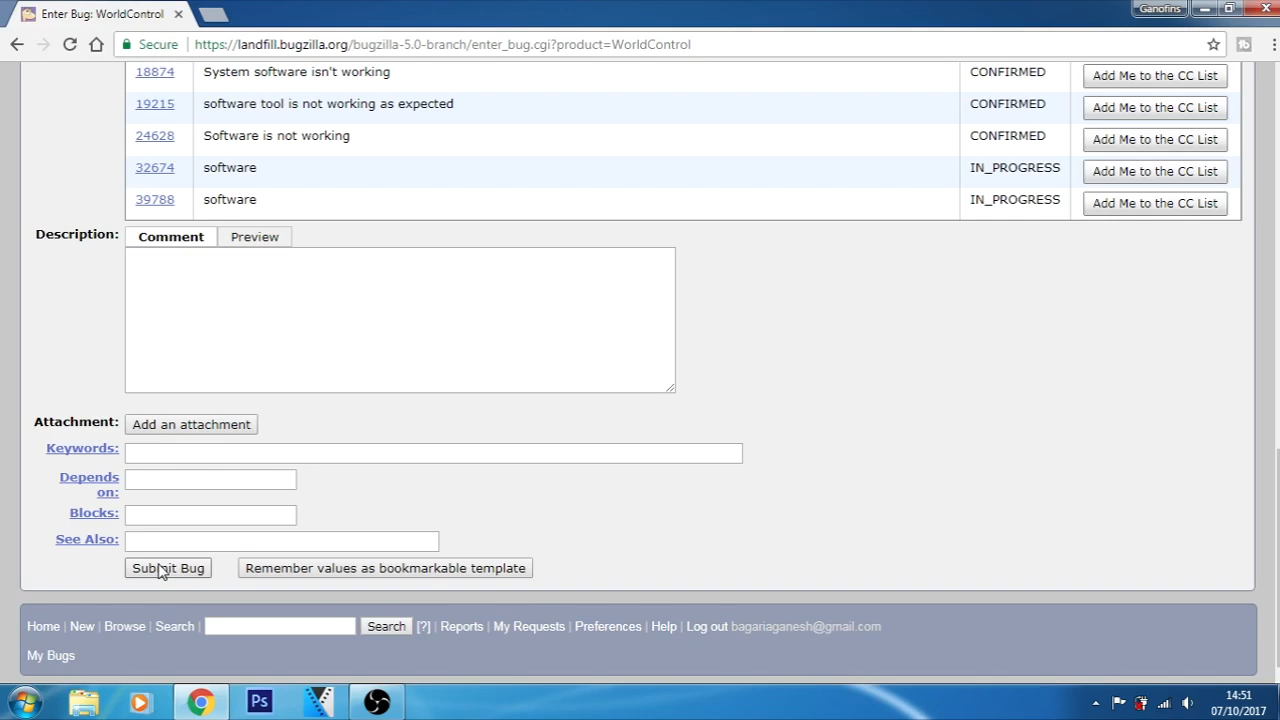 Enter Bug: WorldControl
Ganofins
Secure https://landfill.bugzilla.org/bugzilla-5.0-branch/enter_bug.cgi?product=WorldControl
18874 System software isn't working CONFIRMED Add Me to the CC List
19215 software tool is not working as expected CONFIRMED Add Me to the CC List
24628 Software is not working CONFIRMED Add Me to the CC List
32674 software IN_PROGRESS Add Me to the CC List
39788 software IN_PROGRESS Add Me to the CC List
Description: Comment Preview
Attachment: Add an attachment
Keywords:
Depends
on:
Blocks:
See Also:
Submit Bug Remember values as bookmarkable template
Home | New | Browse | Search | Search [?] | Reports | My Requests | Preferences | Help | Log out bagariaganesh@gmail.com
My Bugs
Ps
14:51
07/10/2017